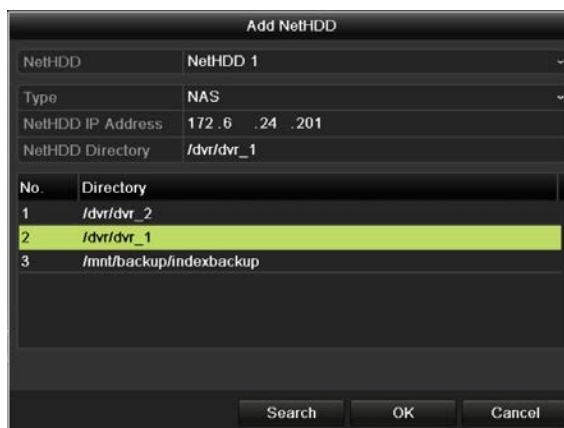 Add NetHDD
NetHDD NetHDD 1
Type NAS
NetHDD IP Address 172 .6 .24 .201
NetHDD Directory /dvr/dvr_1
No. Directory
1 /dvr/dvr_2
2 /dvr/dvr_1
3 /mnt/backup/indexbackup
Search OK Cancel